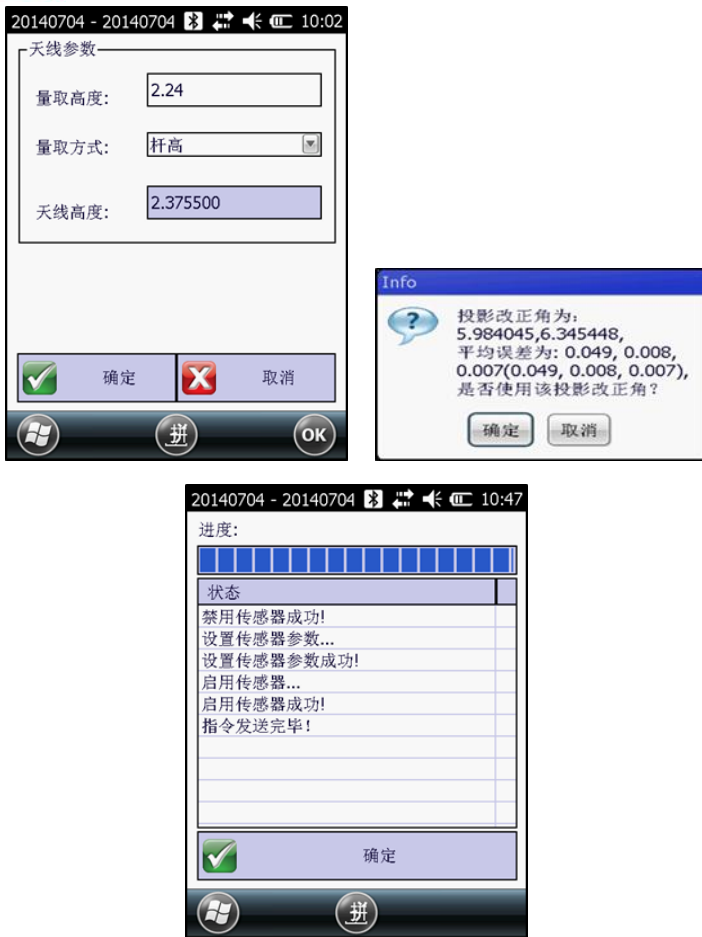 20140704 - 20140704 10:02
天线参数
量取高度: 2.24
量取方式: 杆高
天线高度: 2.375500
确定 取消
拼 OK
Info
投影改正角为:
5.984045,6.345448,
平均误差为: 0.049, 0.008,
0.007(0.049, 0.008, 0.007),
是否使用该投影改正角?
确定 取消
20140704 - 20140704 10:47
进度:
状态
禁用传感器成功!
设置传感器参数...
设置传感器参数成功!
启用传感器...
启用传感器成功!
指令发送完毕!
确定
拼